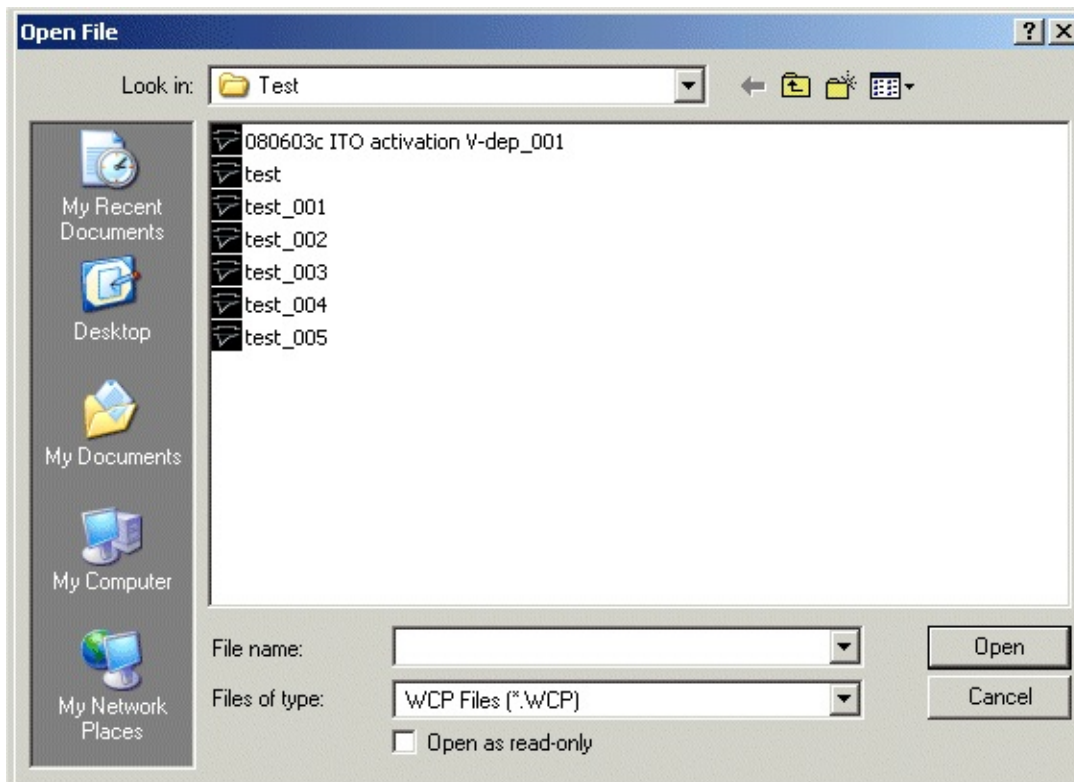 Open File
Look in: Test
080603c ITO activation V-dep_001
test
test_001
test_002
test_003
test_004
test_005
My Recent
Documents
Desktop
My Documents
My Computer
My Network
Places
File name:
Open
Files of type: WCP Files (*.WCP)
Cancel
Open as read-only